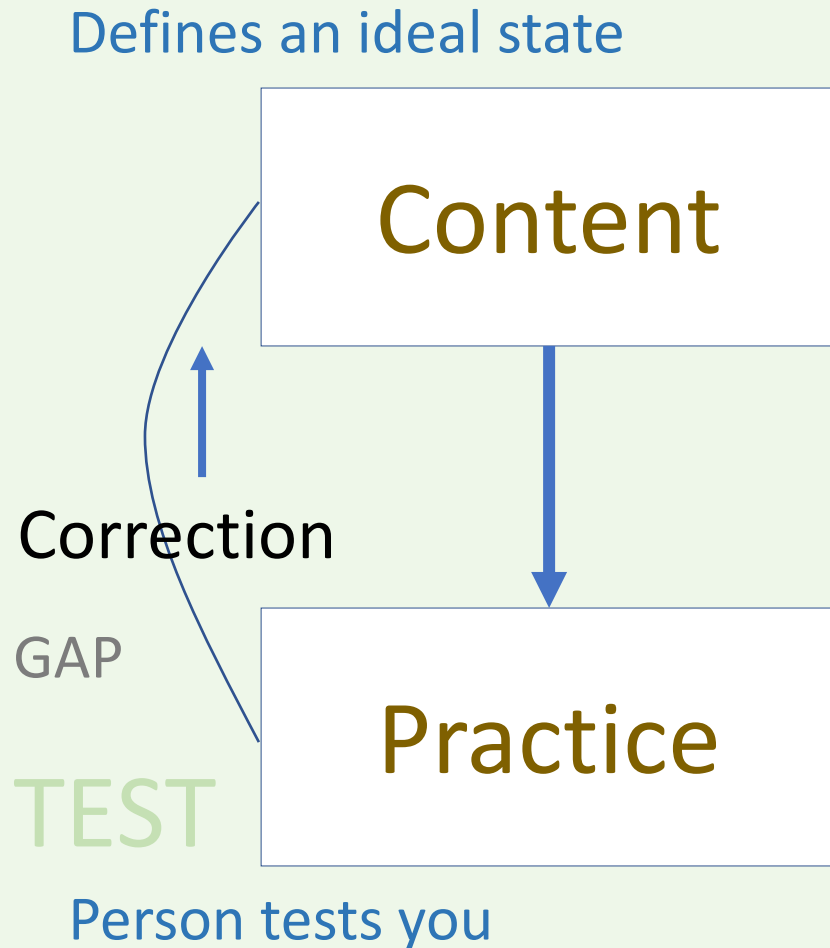 Defines an ideal state
Content
Correction
GAP
Practice
TEST
Person tests you